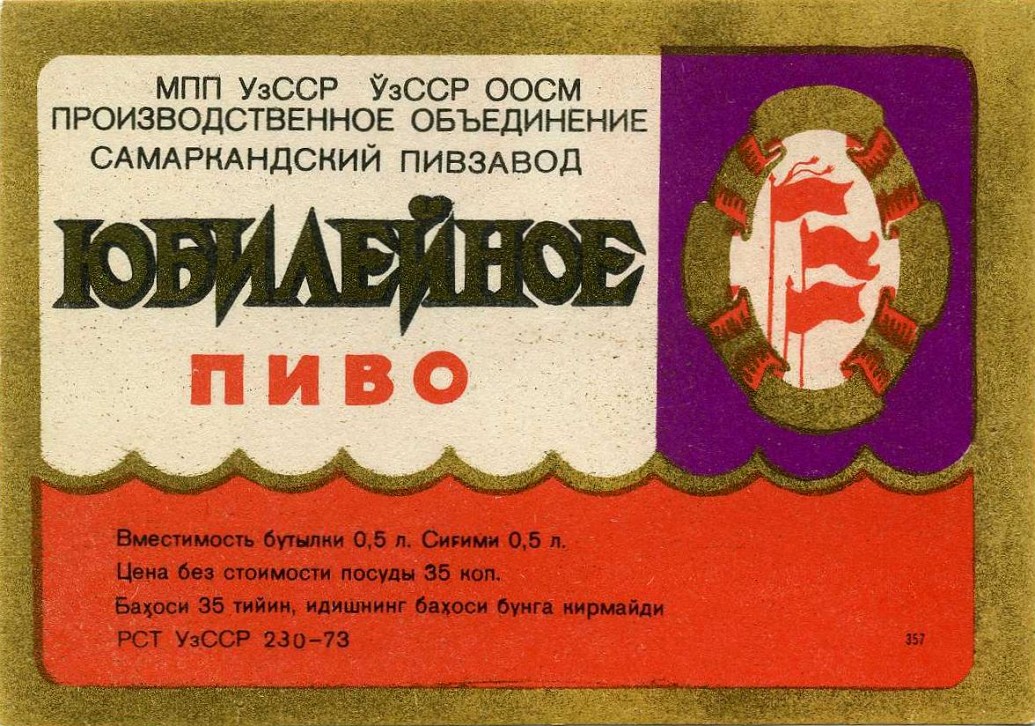 МПП УзССР ЎзССР ООСМ
ПРОИЗВОДСТВЕННОЕ ОБЪЕДИНЕНИЕ
САМАРКАНДСКИЙ ПИВЗАВОД
ЮБИЛЕЙНОЕ
ПИВО
Вместимость бутылки 0,5 л. Сиғими 0,5 л.
Цена без стоимости посуды 35 коп.
Баҳоси 35 тийин, идишнинг баҳоси бунга кирмайди
РСТ УзССР 230-73
357